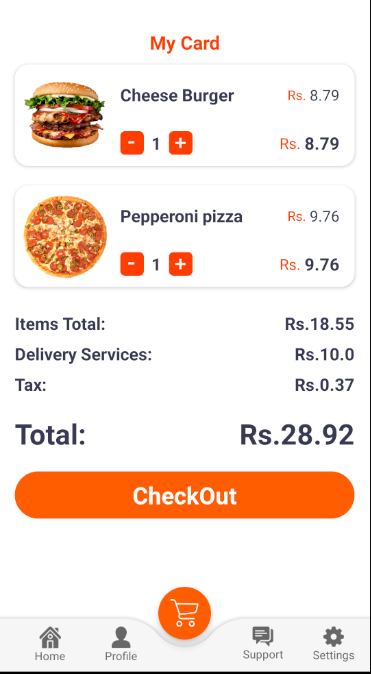 My Card
Cheese Burger Rs. 8.79
- 1 + Rs. 8.79
Pepperoni pizza Rs. 9.76
- 1 + Rs. 9.76
Items Total: Rs.18.55
Delivery Services: Rs.10.0
Tax: Rs.0.37
Total: Rs.28.92
CheckOut
Home Profile Support Settings